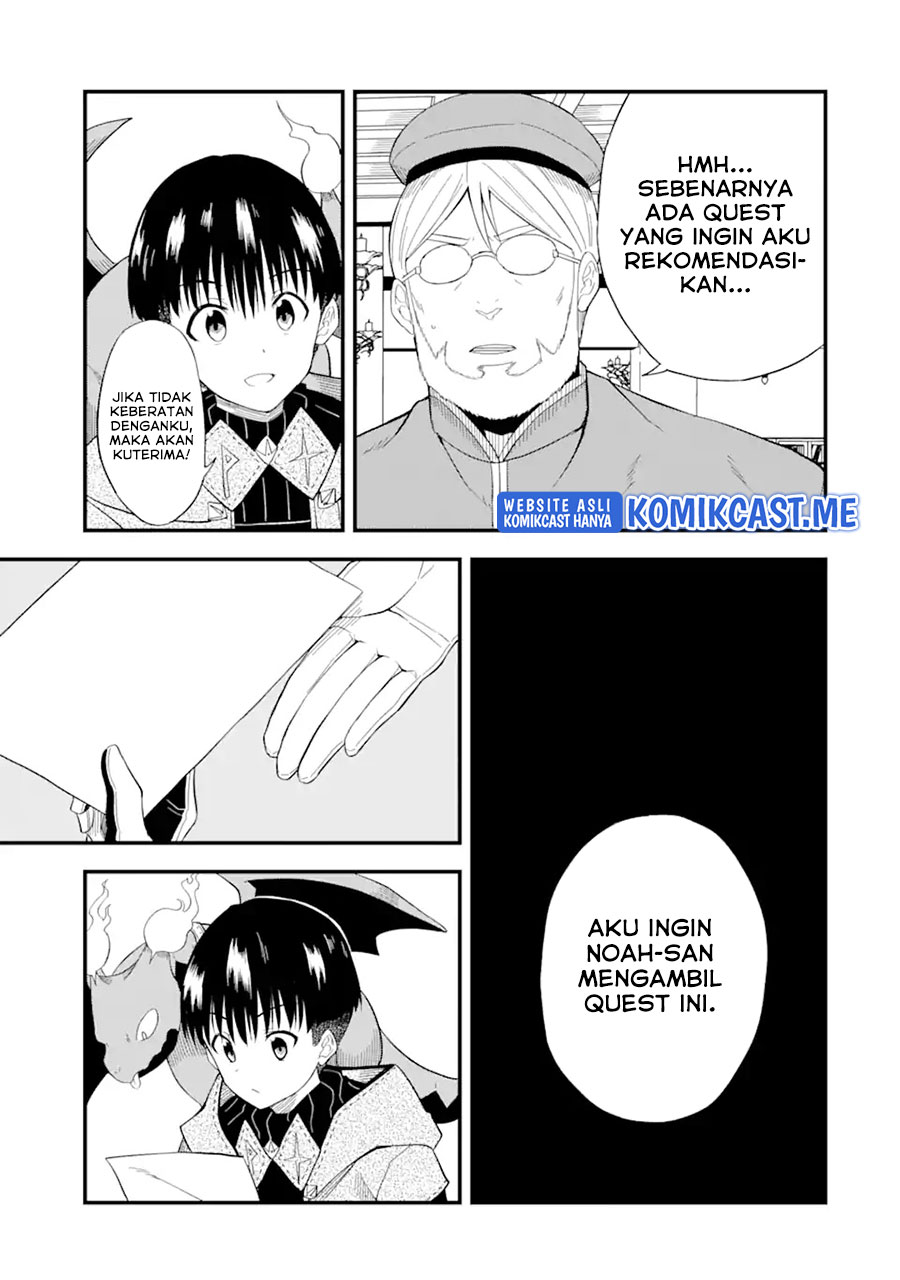 HMH...
SEBENARNYA
ADA QUEST
YANG INGIN AKU
REKOMENDASI-
KAN...
JIKA TIDAK
KEBERATAN
DENGANKU,
MAKA AKAN
KUTERIMA!
WEBSITE ASLI
KOMIKCAST HANYA
KOMIKCAST.ME
AKU INGIN
NOAH-SAN
MENGAMBIL
QUEST INI.